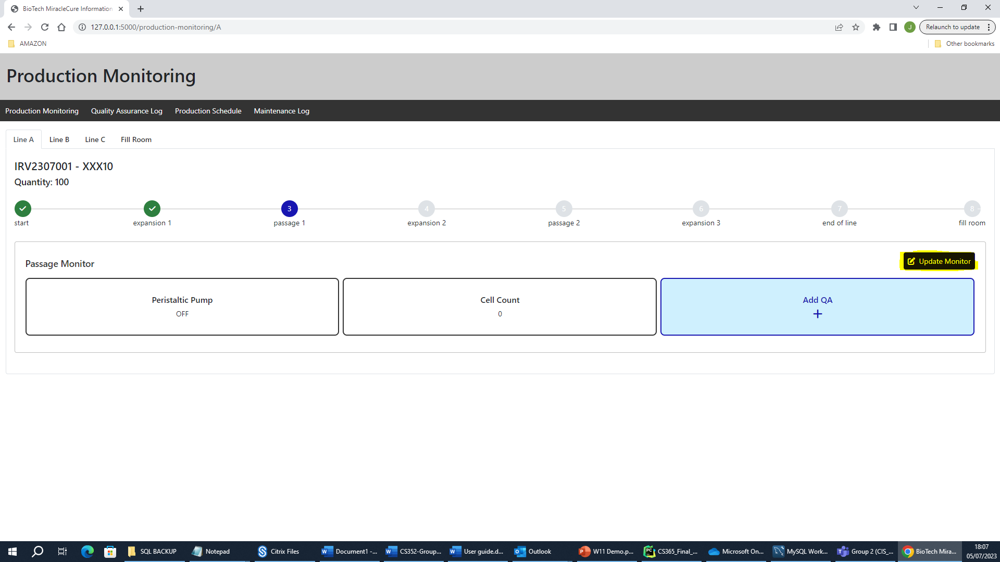 BioTech MiracleCure Information
127.0.0.1:5000/production-monitoring/A
J
Relaunch to update
AMAZON
Other bookmarks
Production Monitoring
Production Monitoring Quality Assurance Log Production Schedule Maintenance Log
Line A Line B Line C Fill Room
IRV2307001 - XXX10
Quantity: 100
3 4 5 6 7 8
start expansion 1 passage 1 expansion 2 passage 2 expansion 3 end of line fill room
Passage Monitor
Update Monitor
Peristaltic Pump Cell Count Add QA
OFF 0 +
SQL BACKUP Notepad Citrix Files Document1 -... CS352-Group... User guide.d... Outlook W11 Demo.p... CS365_Final_... Microsoft On... MySQL Work... Group 2 (CIS_... BioTech Mira...
18:07
05/07/2023